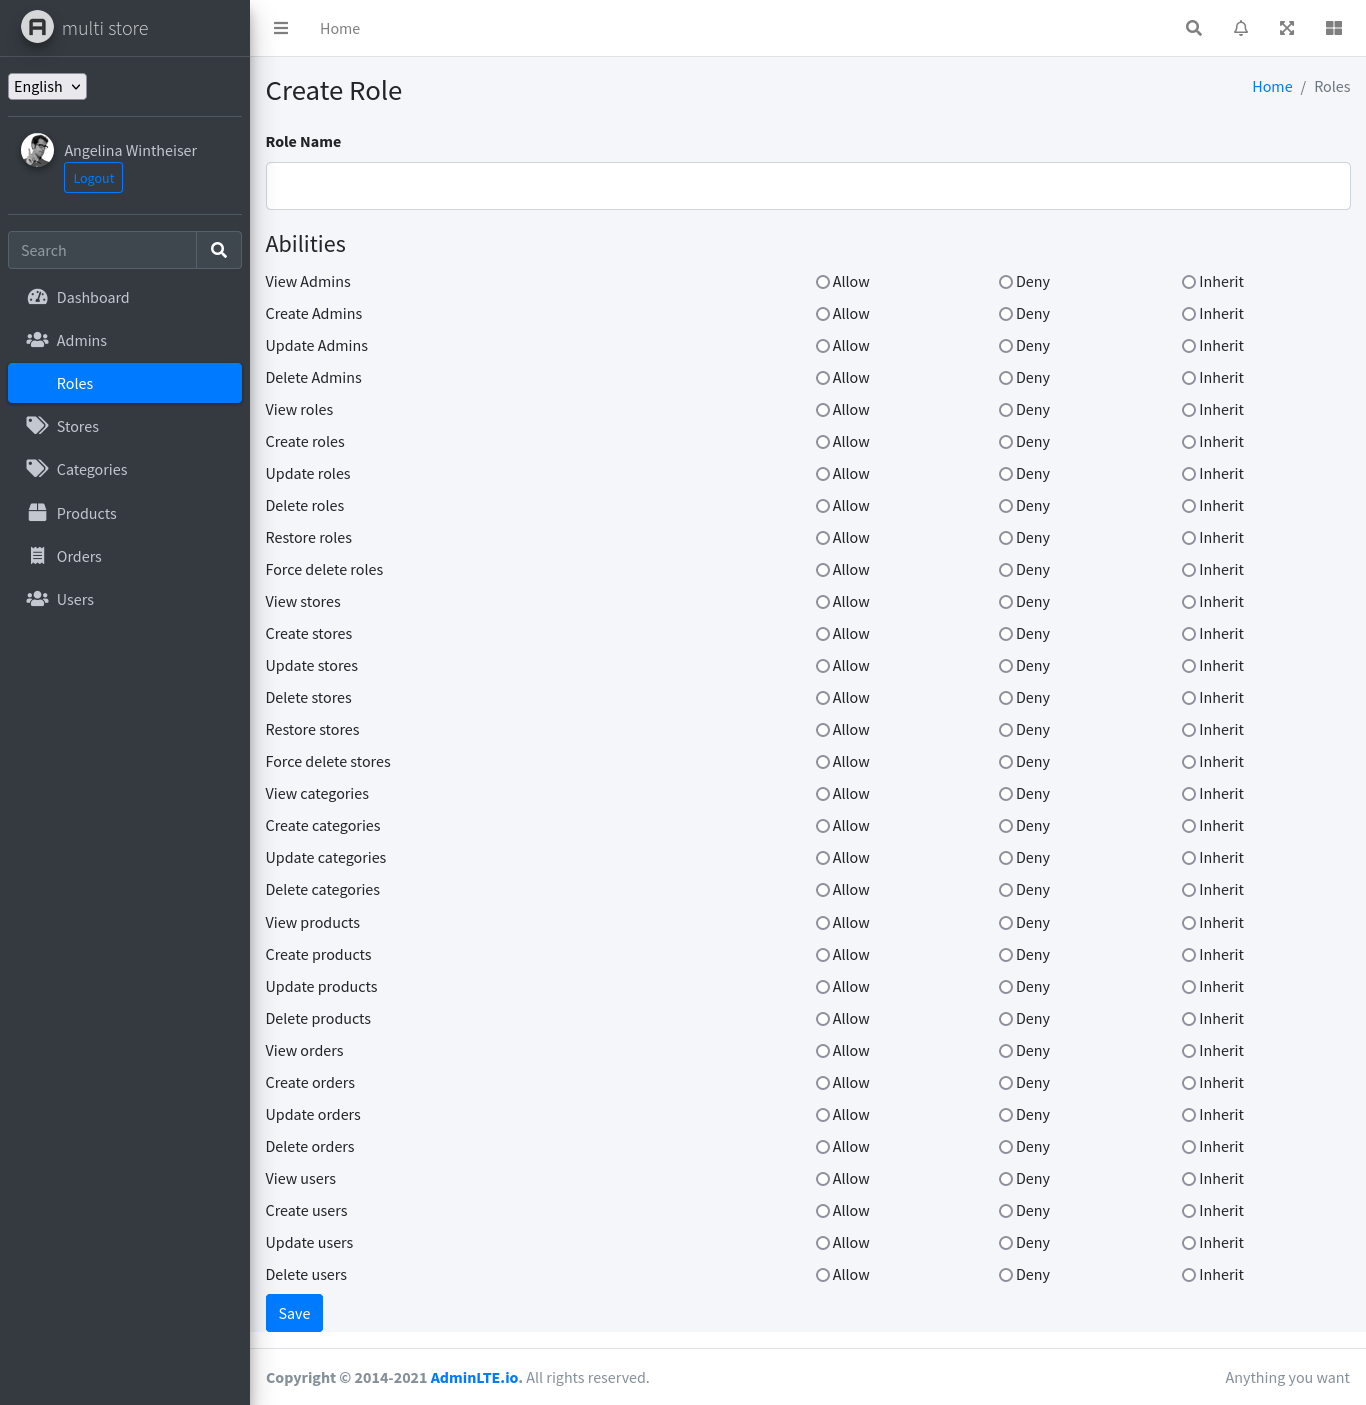 multi store
Home
English
Create Role
Home / Roles
Angelina Wintheiser
Logout
Search
Dashboard
Admins
Roles
Stores
Categories
Products
Orders
Users
Role Name
Abilities
View Admins Allow Deny Inherit
Create Admins Allow Deny Inherit
Update Admins Allow Deny Inherit
Delete Admins Allow Deny Inherit
View roles Allow Deny Inherit
Create roles Allow Deny Inherit
Update roles Allow Deny Inherit
Delete roles Allow Deny Inherit
Restore roles Allow Deny Inherit
Force delete roles Allow Deny Inherit
View stores Allow Deny Inherit
Create stores Allow Deny Inherit
Update stores Allow Deny Inherit
Delete stores Allow Deny Inherit
Restore stores Allow Deny Inherit
Force delete stores Allow Deny Inherit
View categories Allow Deny Inherit
Create categories Allow Deny Inherit
Update categories Allow Deny Inherit
Delete categories Allow Deny Inherit
View products Allow Deny Inherit
Create products Allow Deny Inherit
Update products Allow Deny Inherit
Delete products Allow Deny Inherit
View orders Allow Deny Inherit
Create orders Allow Deny Inherit
Update orders Allow Deny Inherit
Delete orders Allow Deny Inherit
View users Allow Deny Inherit
Create users Allow Deny Inherit
Update users Allow Deny Inherit
Delete users Allow Deny Inherit
Save
Copyright © 2014-2021 AdminLTE.io. All rights reserved.
Anything you want